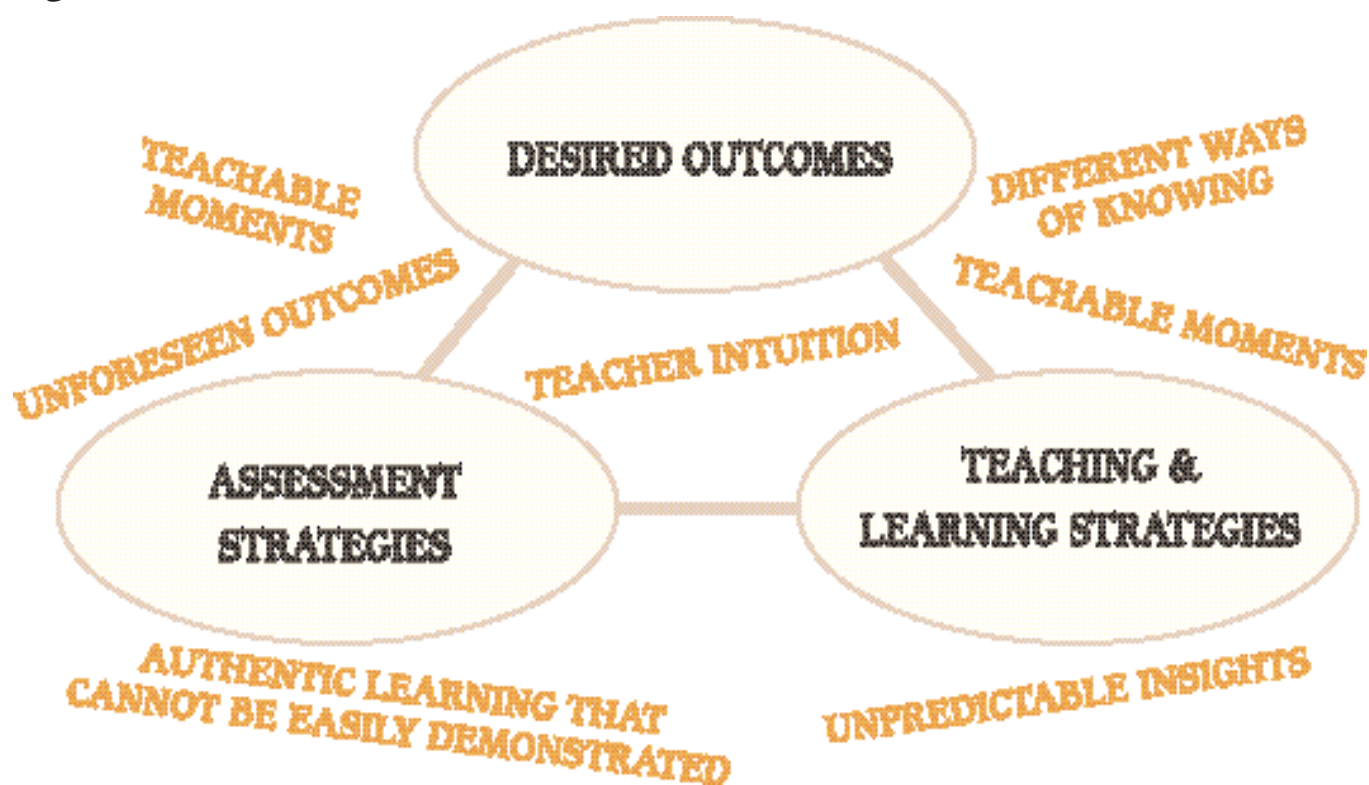 DESIRED OUTCOMES
TEACHABLE
MOMENTS
DIFFERENT WAYS
OF KNOWING
UNFORESEEN OUTCOMES
TEACHER INTUITION
TEACHABLE MOMENTS
ASSESSMENT
STRATEGIES
TEACHING &
LEARNING STRATEGIES
AUTHENTIC LEARNING THAT
CANNOT BE EASILY DEMONSTRATED
UNPREDICTABLE INSIGHTS